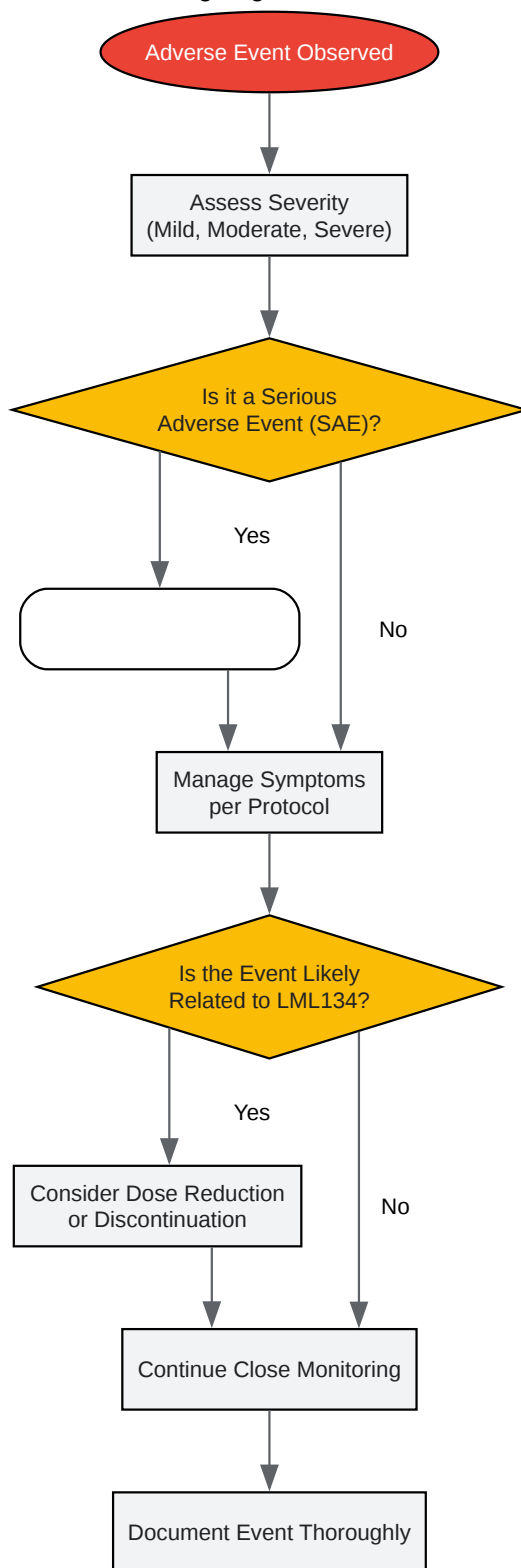 Adverse Event Observed
Assess Severity
(Mild, Moderate, Severe)
Is it a Serious
Adverse Event (SAE)?
Yes
No
Manage Symptoms
per Protocol
Is the Event Likely
Related to LML134?
Yes
Consider Dose Reduction
or Discontinuation
No
Continue Close Monitoring
Document Event Thoroughly